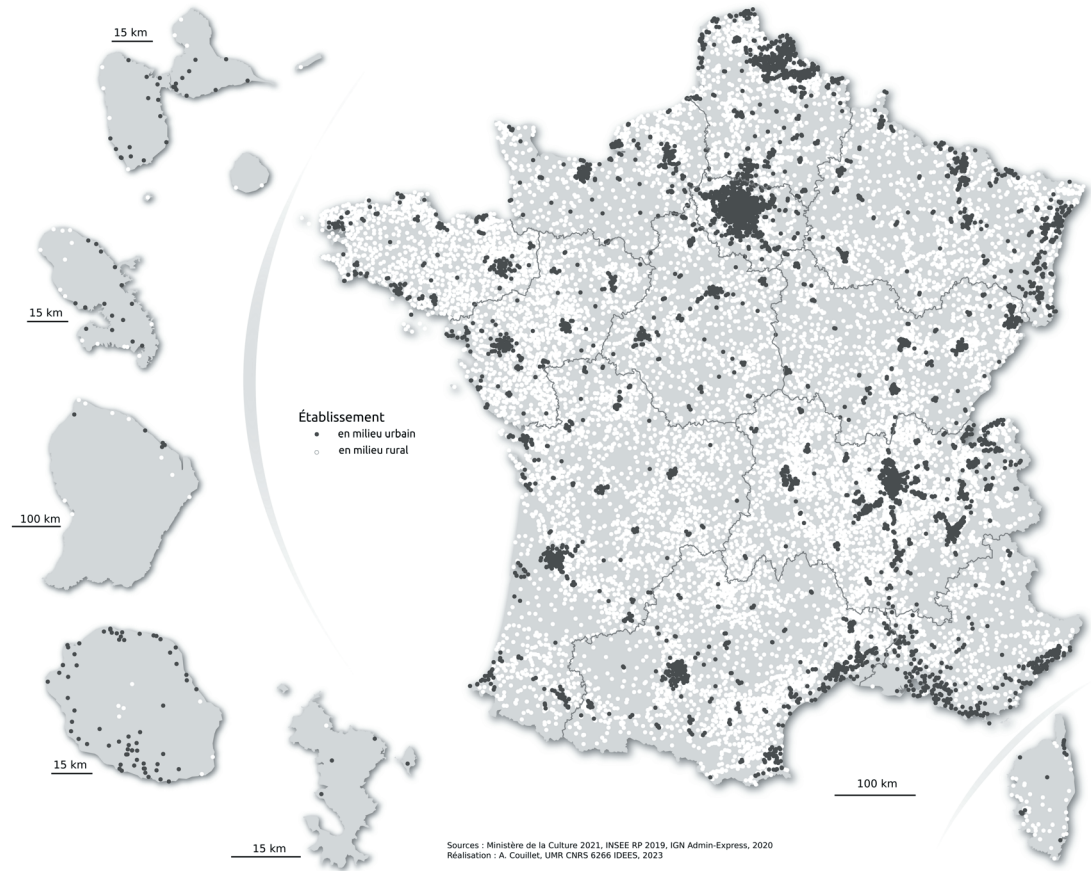 15 km
15 km
Établissement
en milieu urbain
en milieu rural
100 km
15 km
100 km
15 km
Sources : Ministère de la Culture 2021, INSEE RP 2019, IGN Admin-Express, 2020
Réalisation : A. Couillet, UMR CNRS 6266 IDEES, 2023